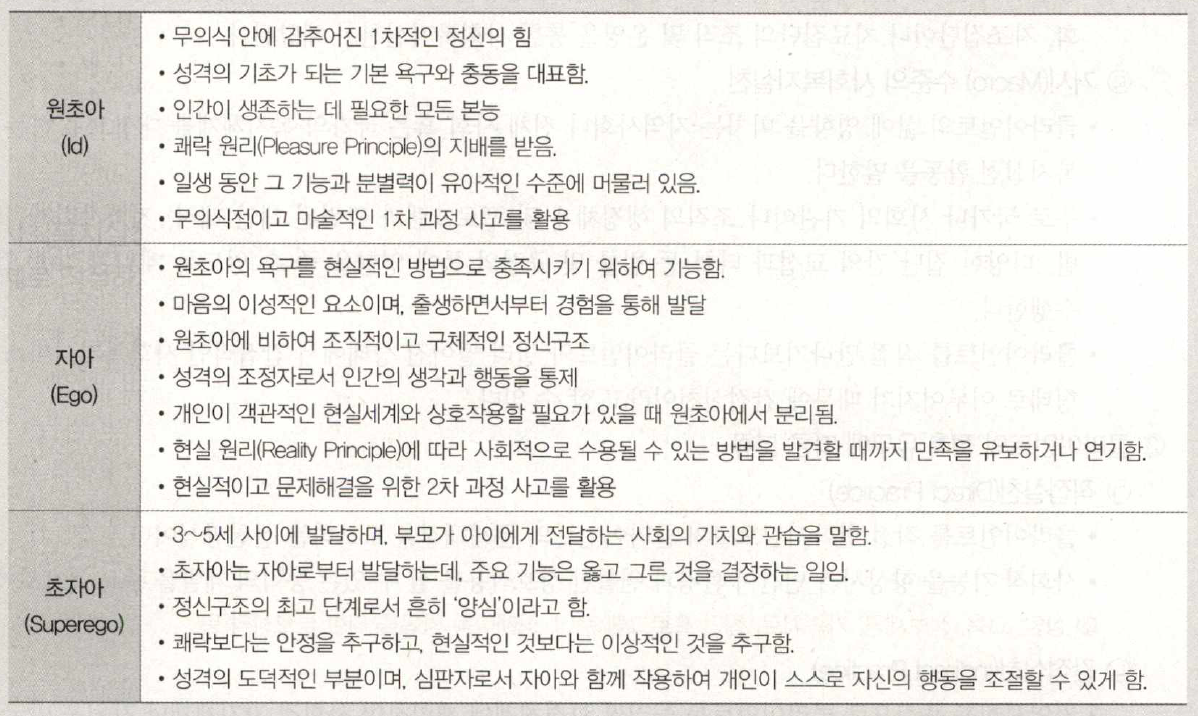 원초아
(Id)
• 무의식 안에 감추어진 1차적인 정신의 힘
• 성격의 기초가 되는 기본 욕구와 충동을 대표함.
• 인간이 생존하는 데 필요한 모든 본능
• 쾌락 원리(Pleasure Principle)의 지배를 받음.
• 일생 동안 그 기능과 분별력이 유아적인 수준에 머물러 있음.
• 무의식적이고 마술적인 1차 과정 사고를 활용
자아
(Ego)
• 원초아의 욕구를 현실적인 방법으로 충족시키기 위하여 기능함.
• 마음의 이성적인 요소이며, 출생하면서부터 경험을 통해 발달
• 원초아에 비하여 조직적이고 구체적인 정신구조
• 성격의 조정자로서 인간의 생각과 행동을 통제
• 개인이 객관적인 현실세계와 상호작용할 필요가 있을 때 원초아에서 분리됨.
• 현실 원리(Reality Principle)에 따라 사회적으로 수용될 수 있는 방법을 발견할 때까지 만족을 유보하거나 연기함.
• 현실적이고 문제해결을 위한 2차 과정 사고를 활용
초자아
(Superego)
• 3~5세 사이에 발달하며, 부모가 아이에게 전달하는 사회의 가치와 관습을 말함.
• 초자아는 자아로부터 발달하는데, 주요 기능은 옳고 그른 것을 결정하는 일임.
• 정신구조의 최고 단계로서 흔히 '양심'이라고 함.
• 쾌락보다는 안정을 추구하고, 현실적인 것보다는 이상적인 것을 추구함.
• 성격의 도덕적인 부분이며, 심판자로서 자아와 함께 작용하여 개인이 스스로 자신의 행동을 조절할 수 있게 함.